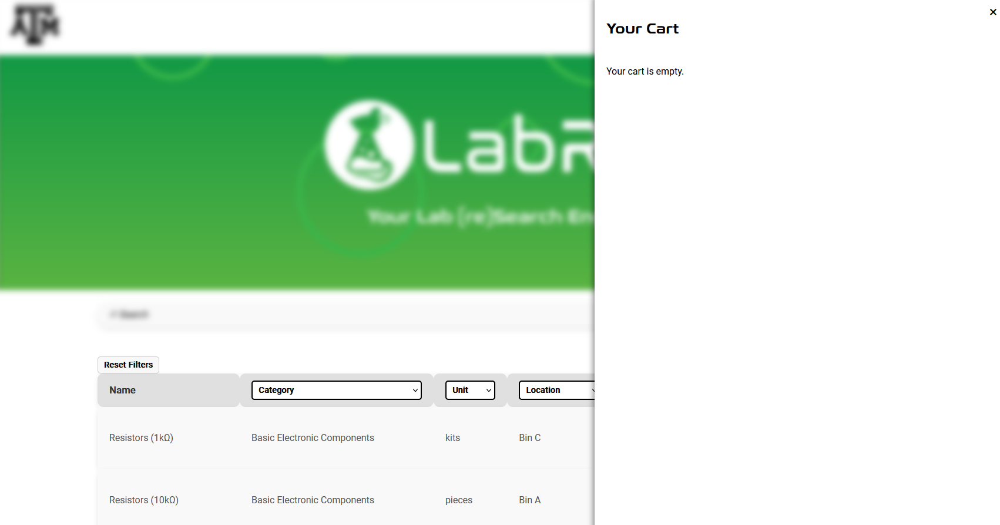 ATM
LabR
Your Lab [re]Search En
Search
Reset Filters
Name
Category
Unit
Location
Resistors (1kΩ)
Basic Electronic Components
kits
Bin C
Resistors (10kΩ)
Basic Electronic Components
pieces
Bin A
×
Your Cart
Your cart is empty.